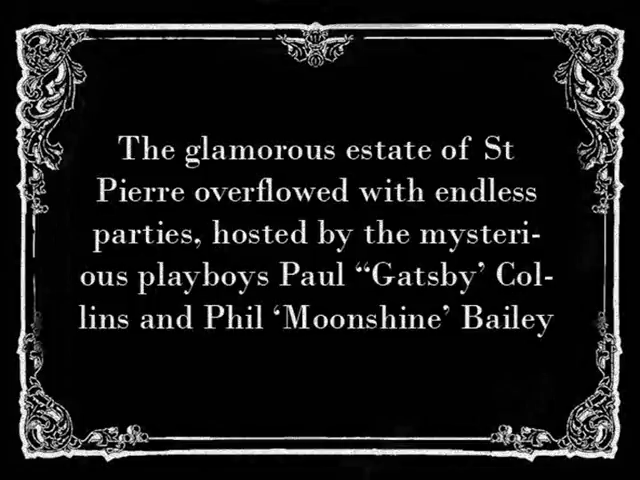 The glamorous estate of St
Pierre overflowed with endless
parties, hosted by the mysteri-
ous playboys Paul “Gatsby’ Col-
lins and Phil ‘Moonshine’ Bailey